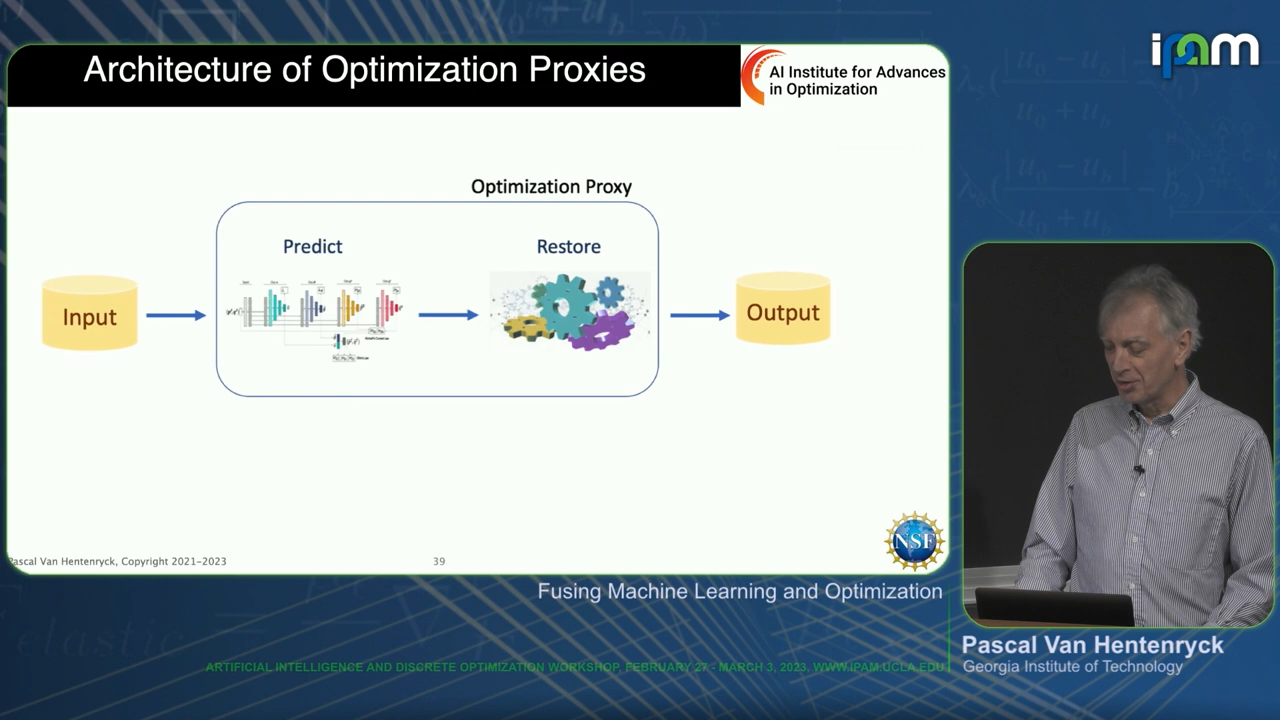 Architecture of Optimization Proxies
AI Institute for Advances
in Optimization
ipam
Optimization Proxy
Predict
Restore
Input
Output
NSF
Pascal Van Hentenryck, Copyright 2021-2023
39
Fusing Machine Learning and Optimization
Pascal Van Hentenryck
Georgia Institute of Technology
ARTIFICIAL INTELLIGENCE AND DISCRETE OPTIMIZATION WORKSHOP, FEBRUARY 27 - MARCH 3, 2023, WWW.IPAM.UCLA.EDU
elastic